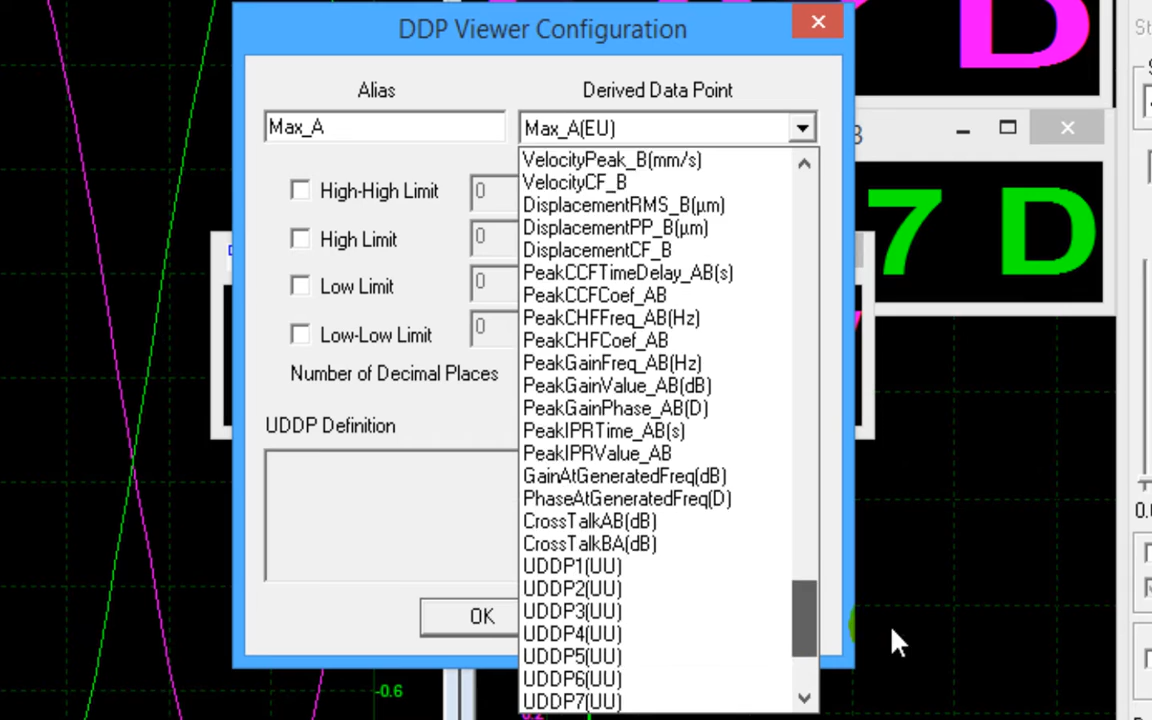 DDP Viewer Configuration
D
Alias
Derived Data Point
Max_A
Max_A(EU)
7 D
High-High Limit
0
High Limit
0
Low Limit
0
Low-Low Limit
0
Number of Decimal Places
UDDP Definition
OK
VelocityPeak_B(mm/s)
VelocityCF_B
DisplacementRMS_B(µm)
DisplacementPP_B(µm)
DisplacementCF_B
PeakCCFTimeDelay_AB(s)
PeakCCFCoef_AB
PeakCHFFreq_AB(Hz)
PeakCHFCoef_AB
PeakGainFreq_AB(Hz)
PeakGainValue_AB(dB)
PeakGainPhase_AB(D)
PeakIPRTime_AB(s)
PeakIPRValue_AB
GainAtGeneratedFreq(dB)
PhaseAtGeneratedFreq(D)
CrossTalkAB(dB)
CrossTalkBA(dB)
UDDP1(UU)
UDDP2(UU)
UDDP3(UU)
UDDP4(UU)
UDDP5(UU)
UDDP6(UU)
UDDP7(UU)
-0.6